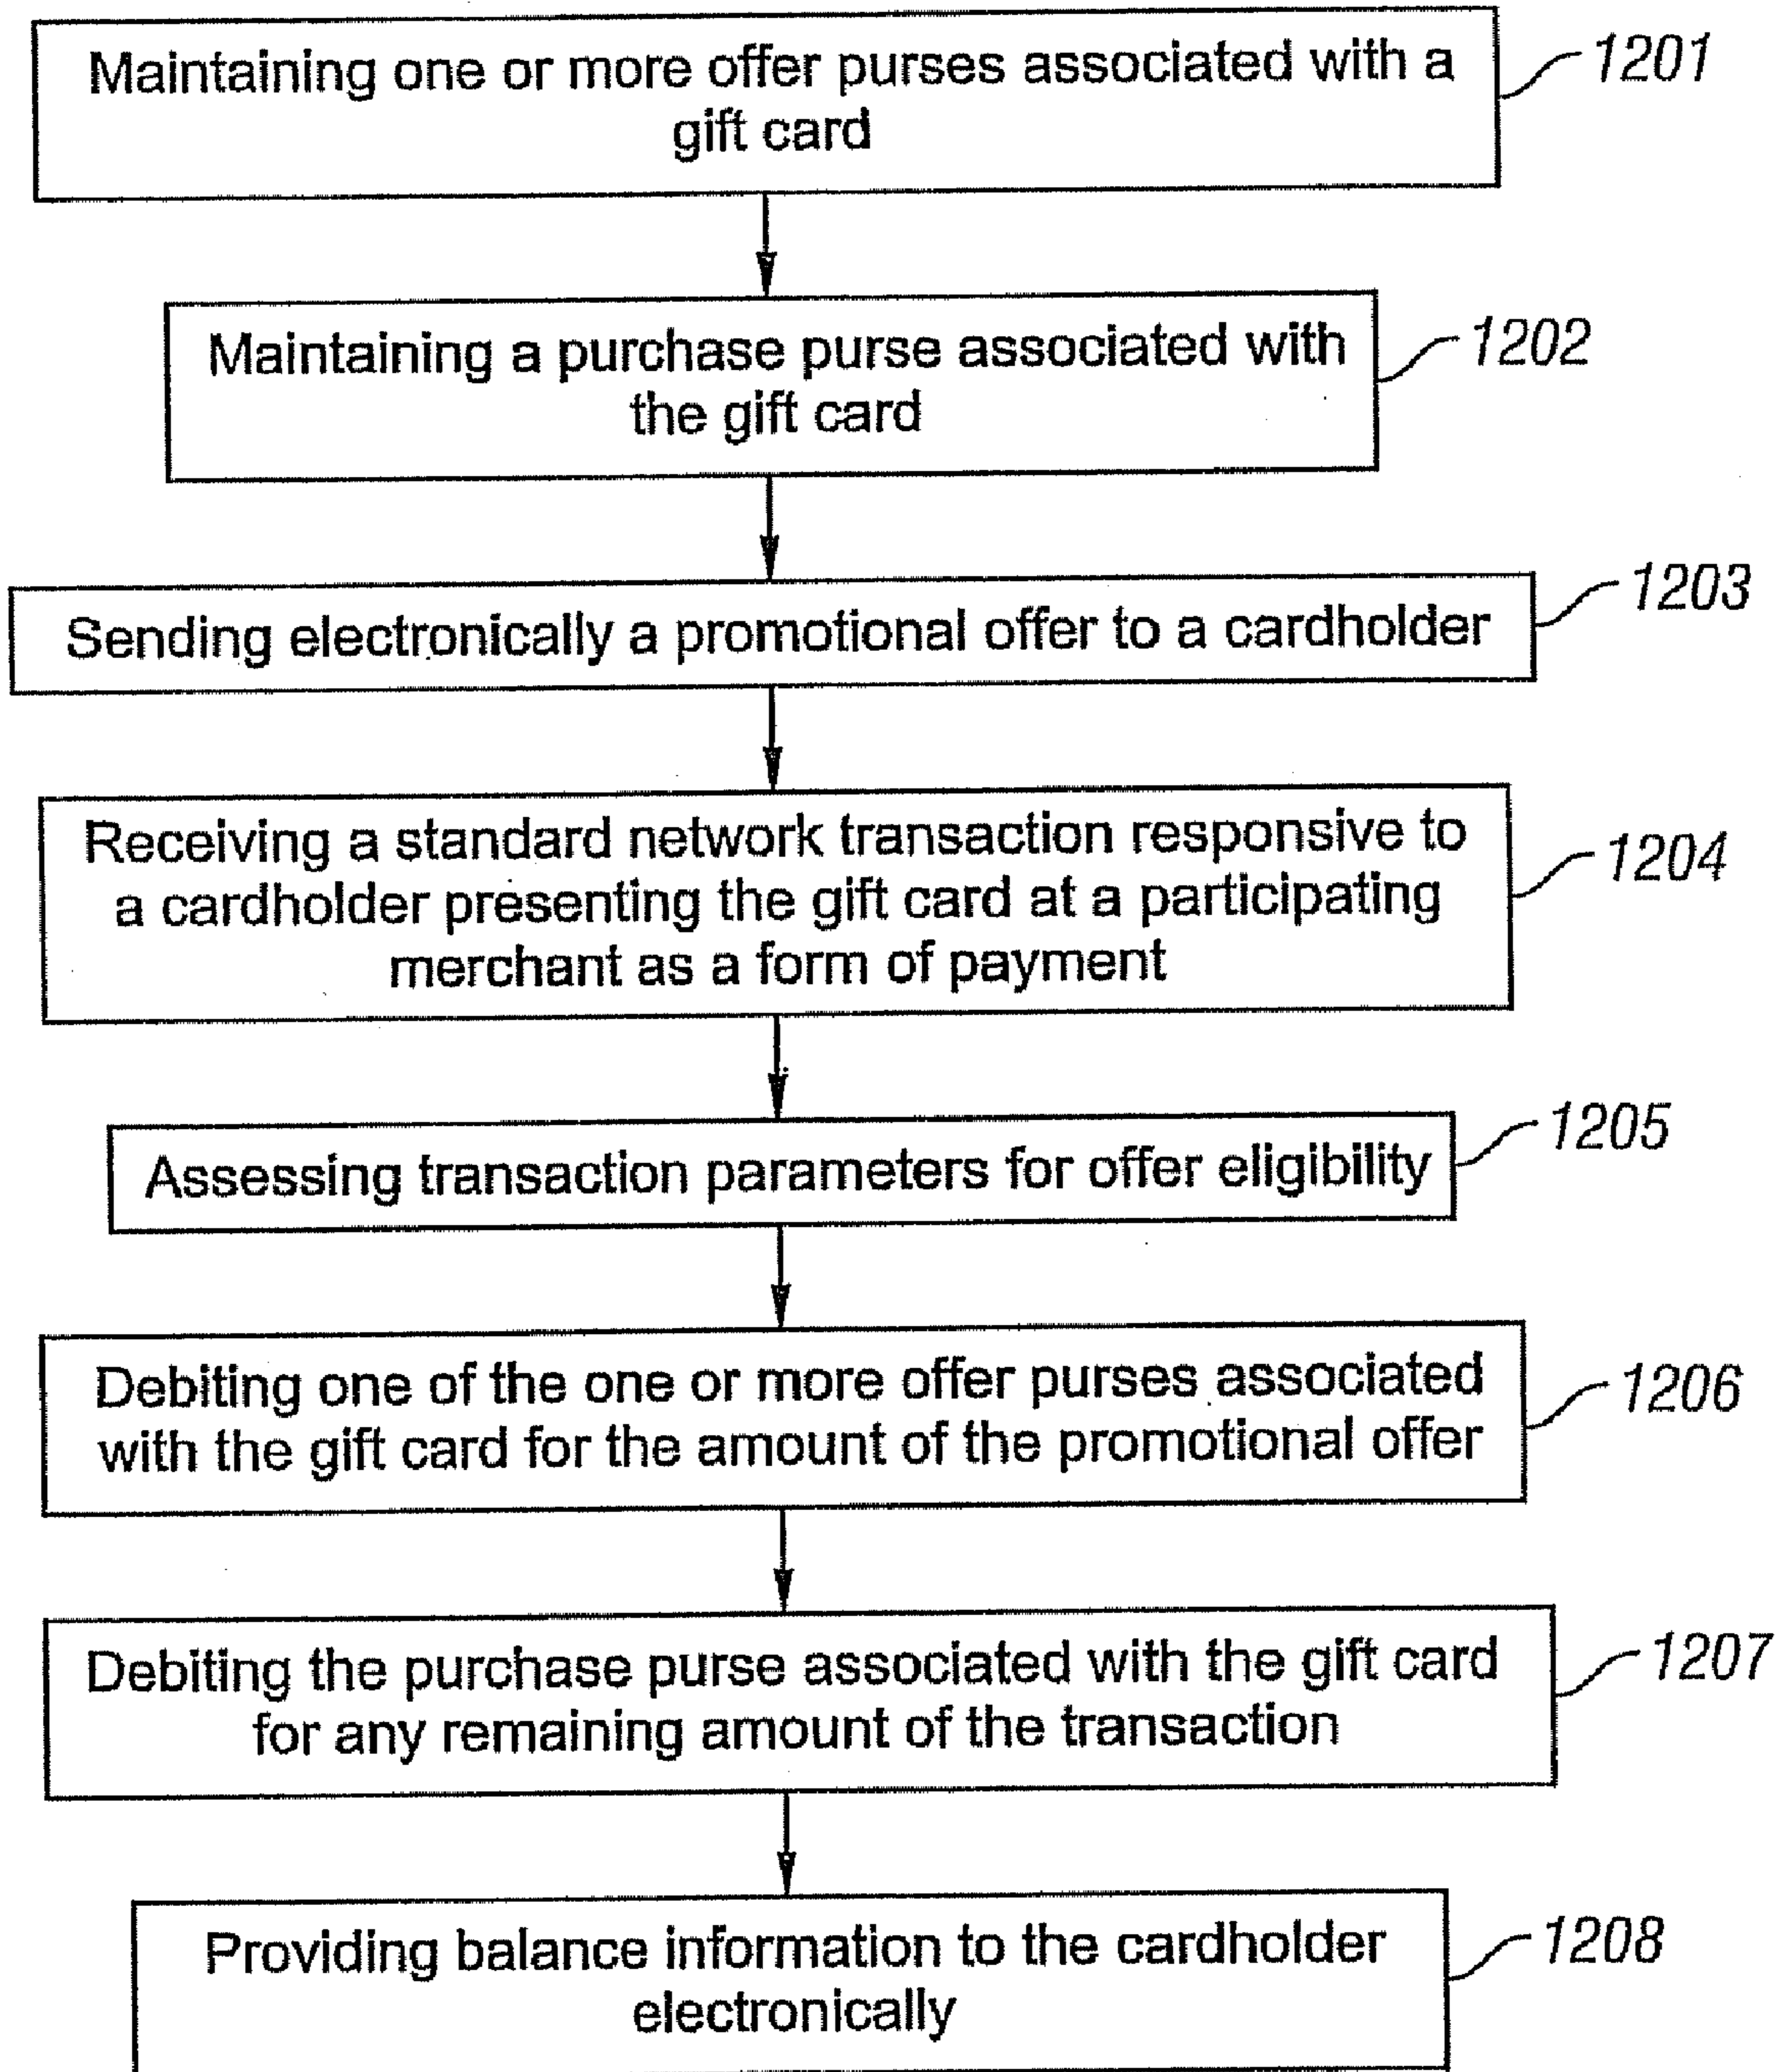 Maintaining one or more offer purses associated with a
gift card
1201
Maintaining a purchase purse associated with
the gift card
1202
Sending electronically a promotional offer to a cardholder
1203
Receiving a standard network transaction responsive to
a cardholder presenting the gift card at a participating
merchant as a form of payment
1204
Assessing transaction parameters for offer eligibility
1205
Debiting one of the one or more offer purses associated
with the gift card for the amount of the promotional offer
1206
Debiting the purchase purse associated with the gift card
for any remaining amount of the transaction
1207
Providing balance information to the cardholder
electronically
1208